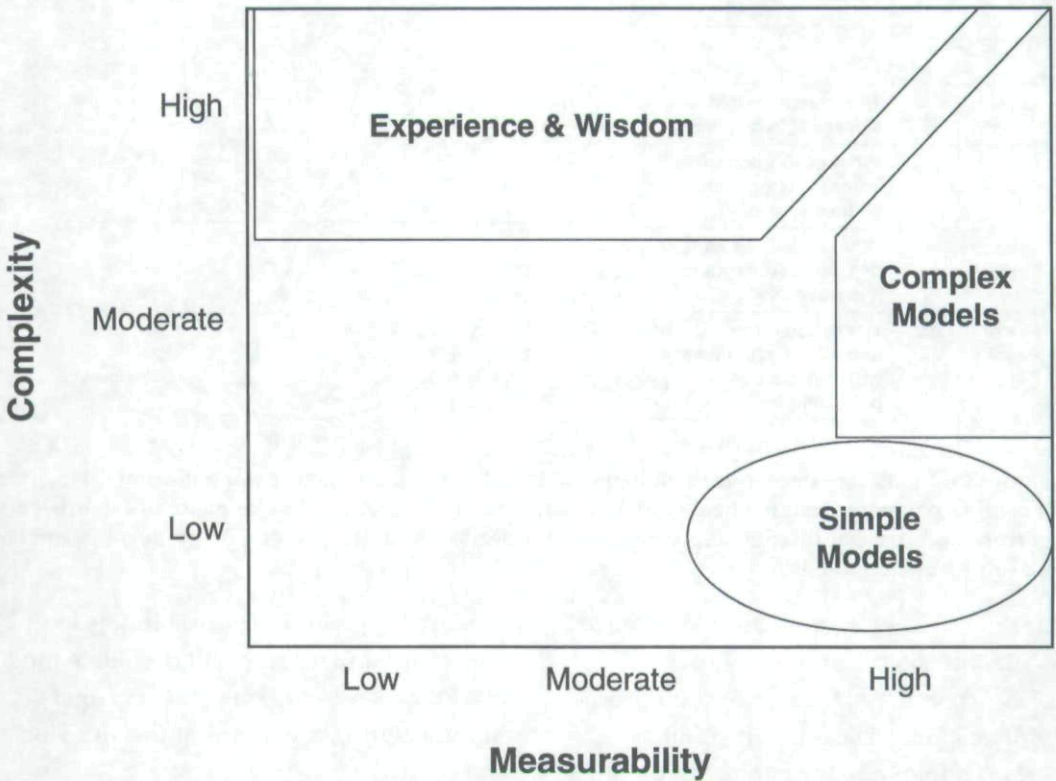 High
Experience & Wisdom
Complexity
Complex
Models
Moderate
Low
Simple
Models
Low
Moderate
High
Measurability